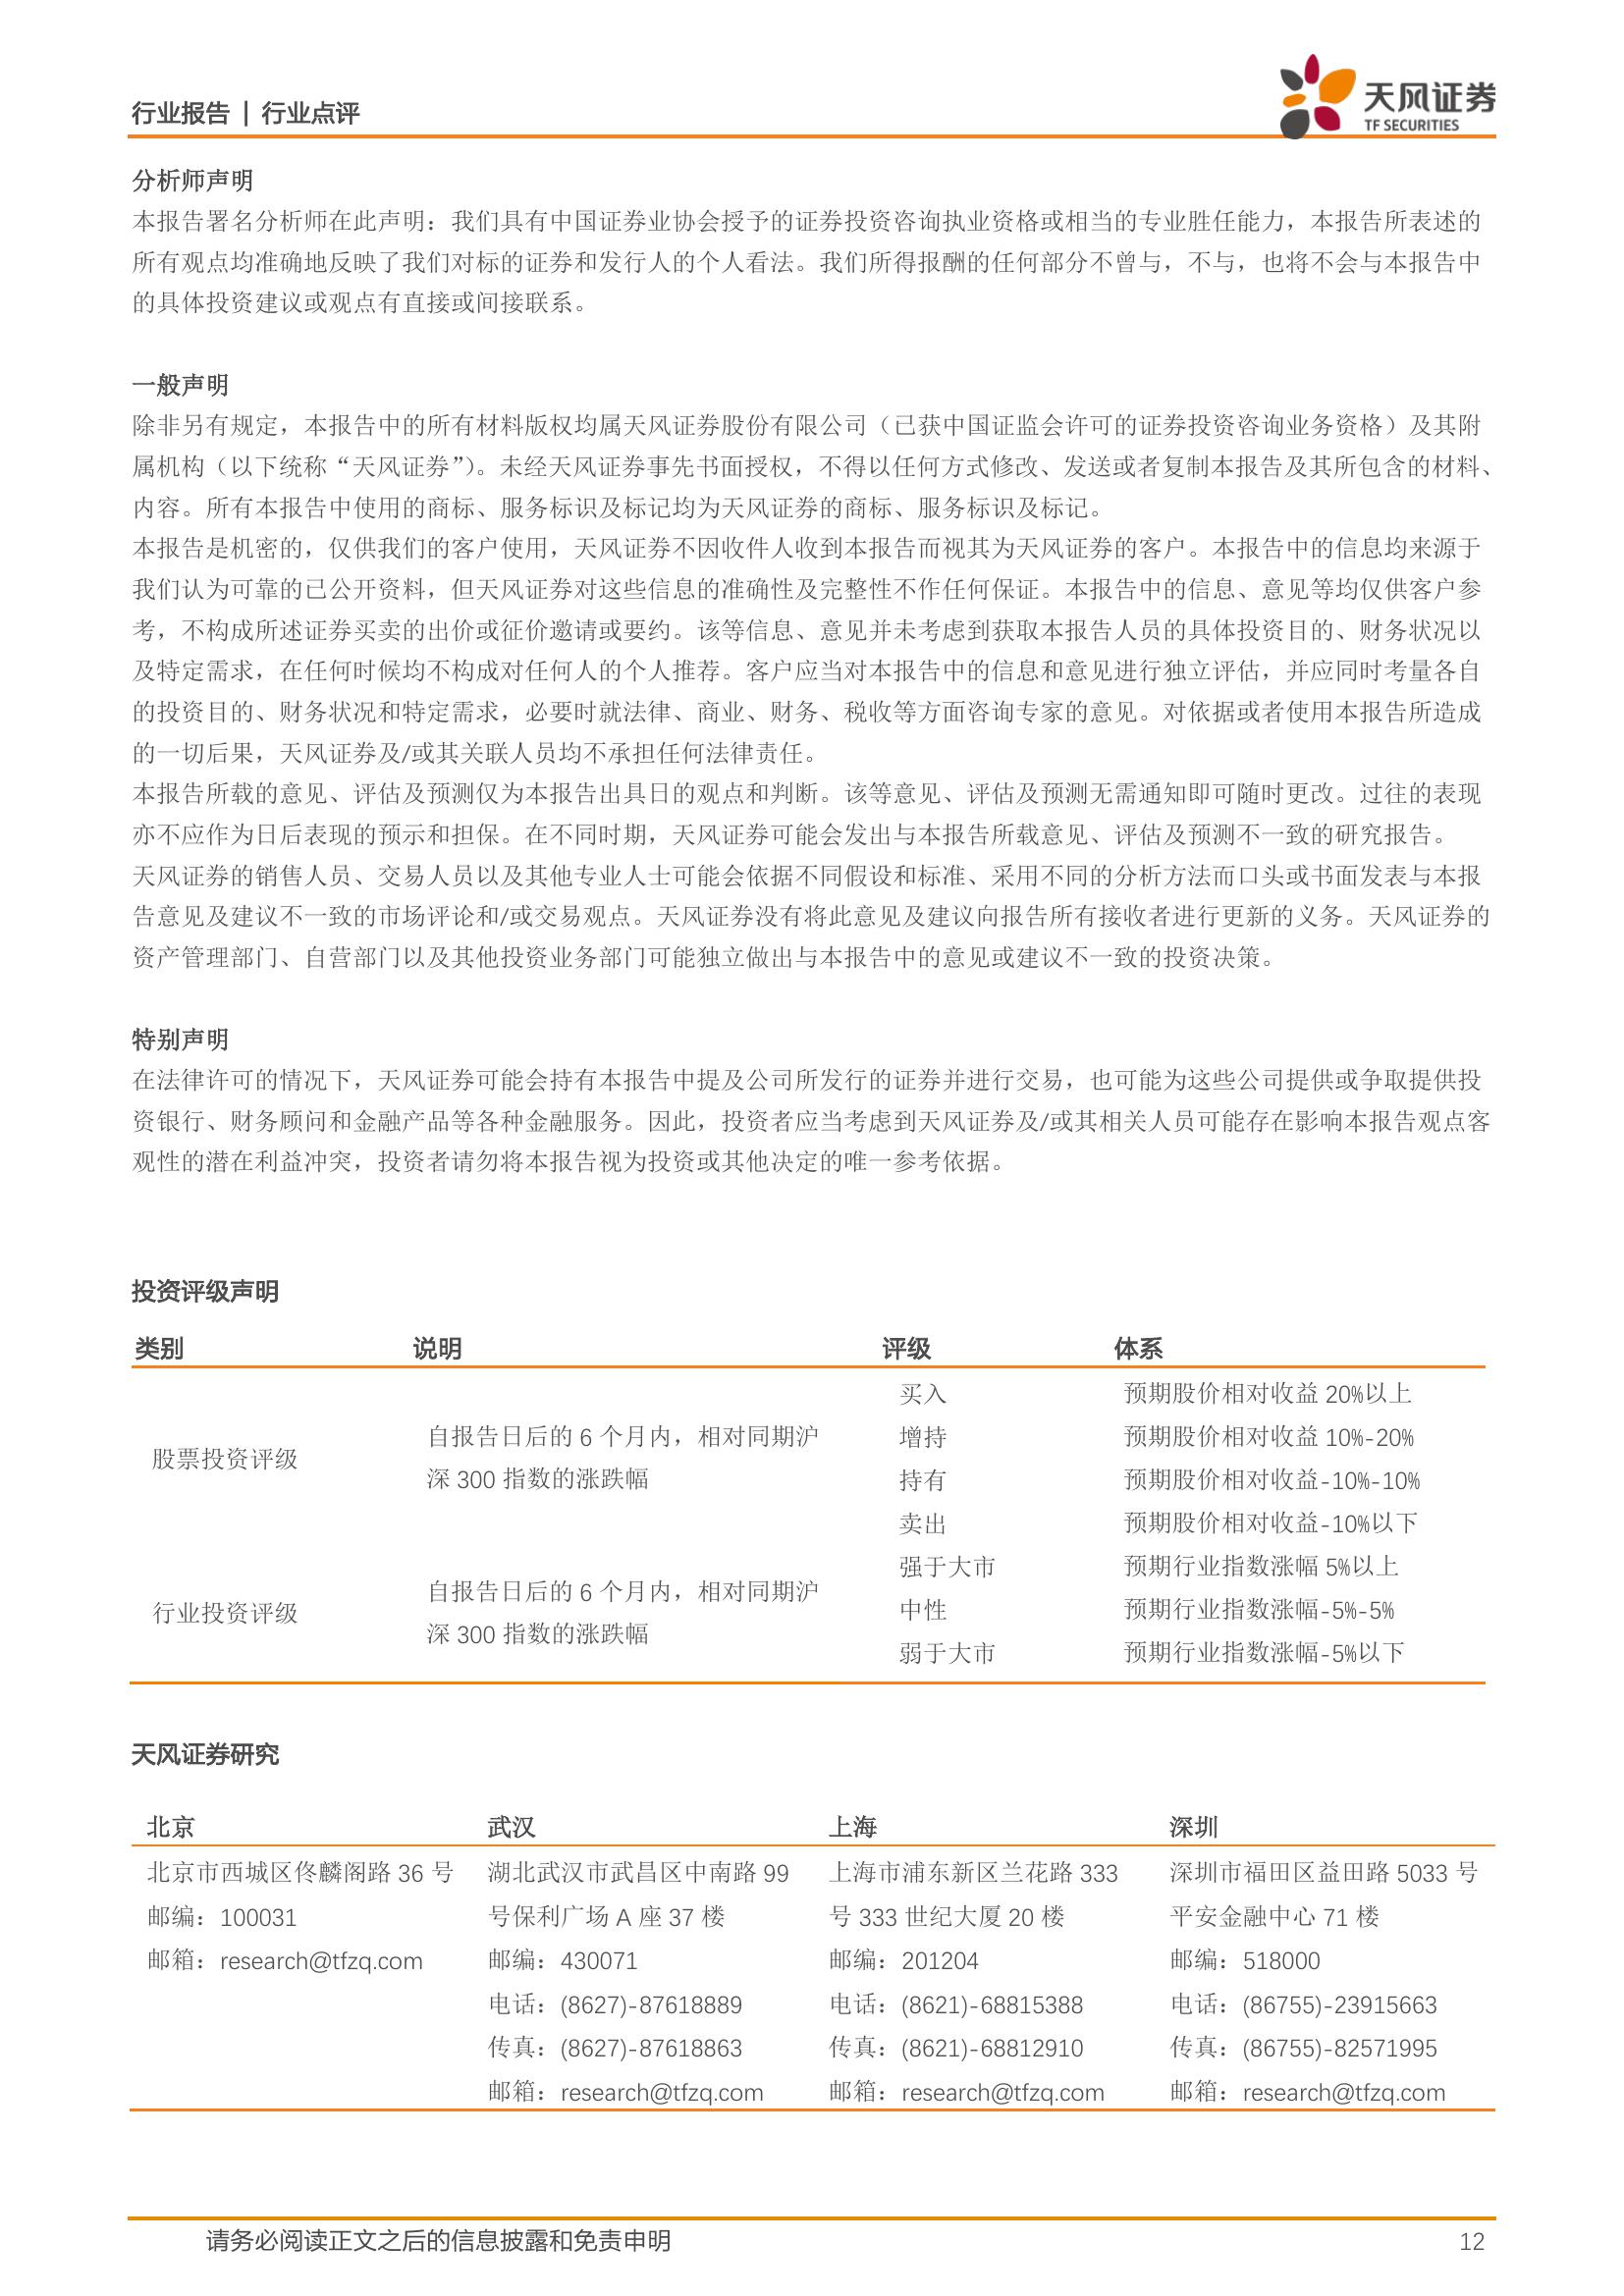 行业报告 | 行业点评
天风证券
TF SECURITIES
分析师声明
本报告署名分析师在此声明：我们具有中国证券业协会授予的证券投资咨询执业资格或相当的专业胜任能力，本报告所表述的
所有观点均准确地反映了我们对标的证券和发行人的个人看法。我们所得报酬的任何部分不曾与，不与，也将不会与本报告中
的具体投资建议或观点有直接或间接联系。
一般声明
除非另有规定，本报告中的所有材料版权均属天风证券股份有限公司（已获中国证监会许可的证券投资咨询业务资格）及其附
属机构（以下统称“天风证券”）。未经天风证券事先书面授权，不得以任何方式修改、发送或者复制本报告及其所包含的材料、
内容。所有本报告中使用的商标、服务标识及标记均为天风证券的商标、服务标识及标记。
本报告是机密的，仅供我们的客户使用，天风证券不因收件人收到本报告而视其为天风证券的客户。本报告中的信息均来源于
我们认为可靠的已公开资料，但天风证券对这些信息的准确性及完整性不作任何保证。本报告中的信息、意见等均仅供客户参
考，不构成所述证券买卖的出价或征价邀请或要约。该等信息、意见并未考虑到获取本报告人员的具体投资目的、财务状况以
及特定需求，在任何时候均不构成对任何人的个人推荐。客户应当对本报告中的信息和意见进行独立评估，并应同时考量各自
的投资目的、财务状况和特定需求，必要时就法律、商业、财务、税收等方面咨询专家的意见。对依据或者使用本报告所造成
的一切后果，天风证券及/或其关联人员均不承担任何法律责任。
本报告所载的意见、评估及预测仅为本报告出具日的观点和判断。该等意见、评估及预测无需通知即可随时更改。过往的表现
亦不应作为日后表现的预示和担保。在不同时期，天风证券可能会发出与本报告所载意见、评估及预测不一致的研究报告。
天风证券的销售人员、交易人员以及其他专业人士可能会依据不同假设和标准、采用不同的分析方法而口头或书面发表与本报
告意见及建议不一致的市场评论和/或交易观点。天风证券没有将此意见及建议向报告所有接收者进行更新的义务。天风证券的
资产管理部门、自营部门以及其他投资业务部门可能独立做出与本报告中的意见或建议不一致的投资决策。
特别声明
在法律许可的情况下，天风证券可能会持有本报告中提及公司所发行的证券并进行交易，也可能为这些公司提供或争取提供投
资银行、财务顾问和金融产品等各种金融服务。因此，投资者应当考虑到天风证券及/或其相关人员可能存在影响本报告观点客
观性的潜在利益冲突，投资者请勿将本报告视为投资或其他决定的唯一参考依据。
投资评级声明
类别 说明 评级 体系
股票投资评级
自报告日后的 6 个月内，相对同期沪
深 300 指数的涨跌幅
买入 预期股价相对收益 20%以上
增持 预期股价相对收益 10%-20%
持有 预期股价相对收益-10%-10%
卖出 预期股价相对收益-10%以下
行业投资评级
自报告日后的 6 个月内，相对同期沪
深 300 指数的涨跌幅
强于大市 预期行业指数涨幅 5%以上
中性 预期行业指数涨幅-5%-5%
弱于大市 预期行业指数涨幅-5%以下
天风证券研究
北京 武汉 上海 深圳
北京市西城区佟麟阁路 36 号 湖北武汉市武昌区中南路 99 上海市浦东新区兰花路 333 深圳市福田区益田路 5033 号
邮编：100031 号保利广场 A 座 37 楼 号 333 世纪大厦 20 楼 平安金融中心 71 楼
邮箱：research@tfzq.com 邮编：430071 邮编：201204 邮编：518000
电话：(8627)-87618889 电话：(8621)-68815388 电话：(86755)-23915663
传真：(8627)-87618863 传真：(8621)-68812910 传真：(86755)-82571995
邮箱：research@tfzq.com 邮箱：research@tfzq.com 邮箱：research@tfzq.com
请务必阅读正文之后的信息披露和免责申明 12